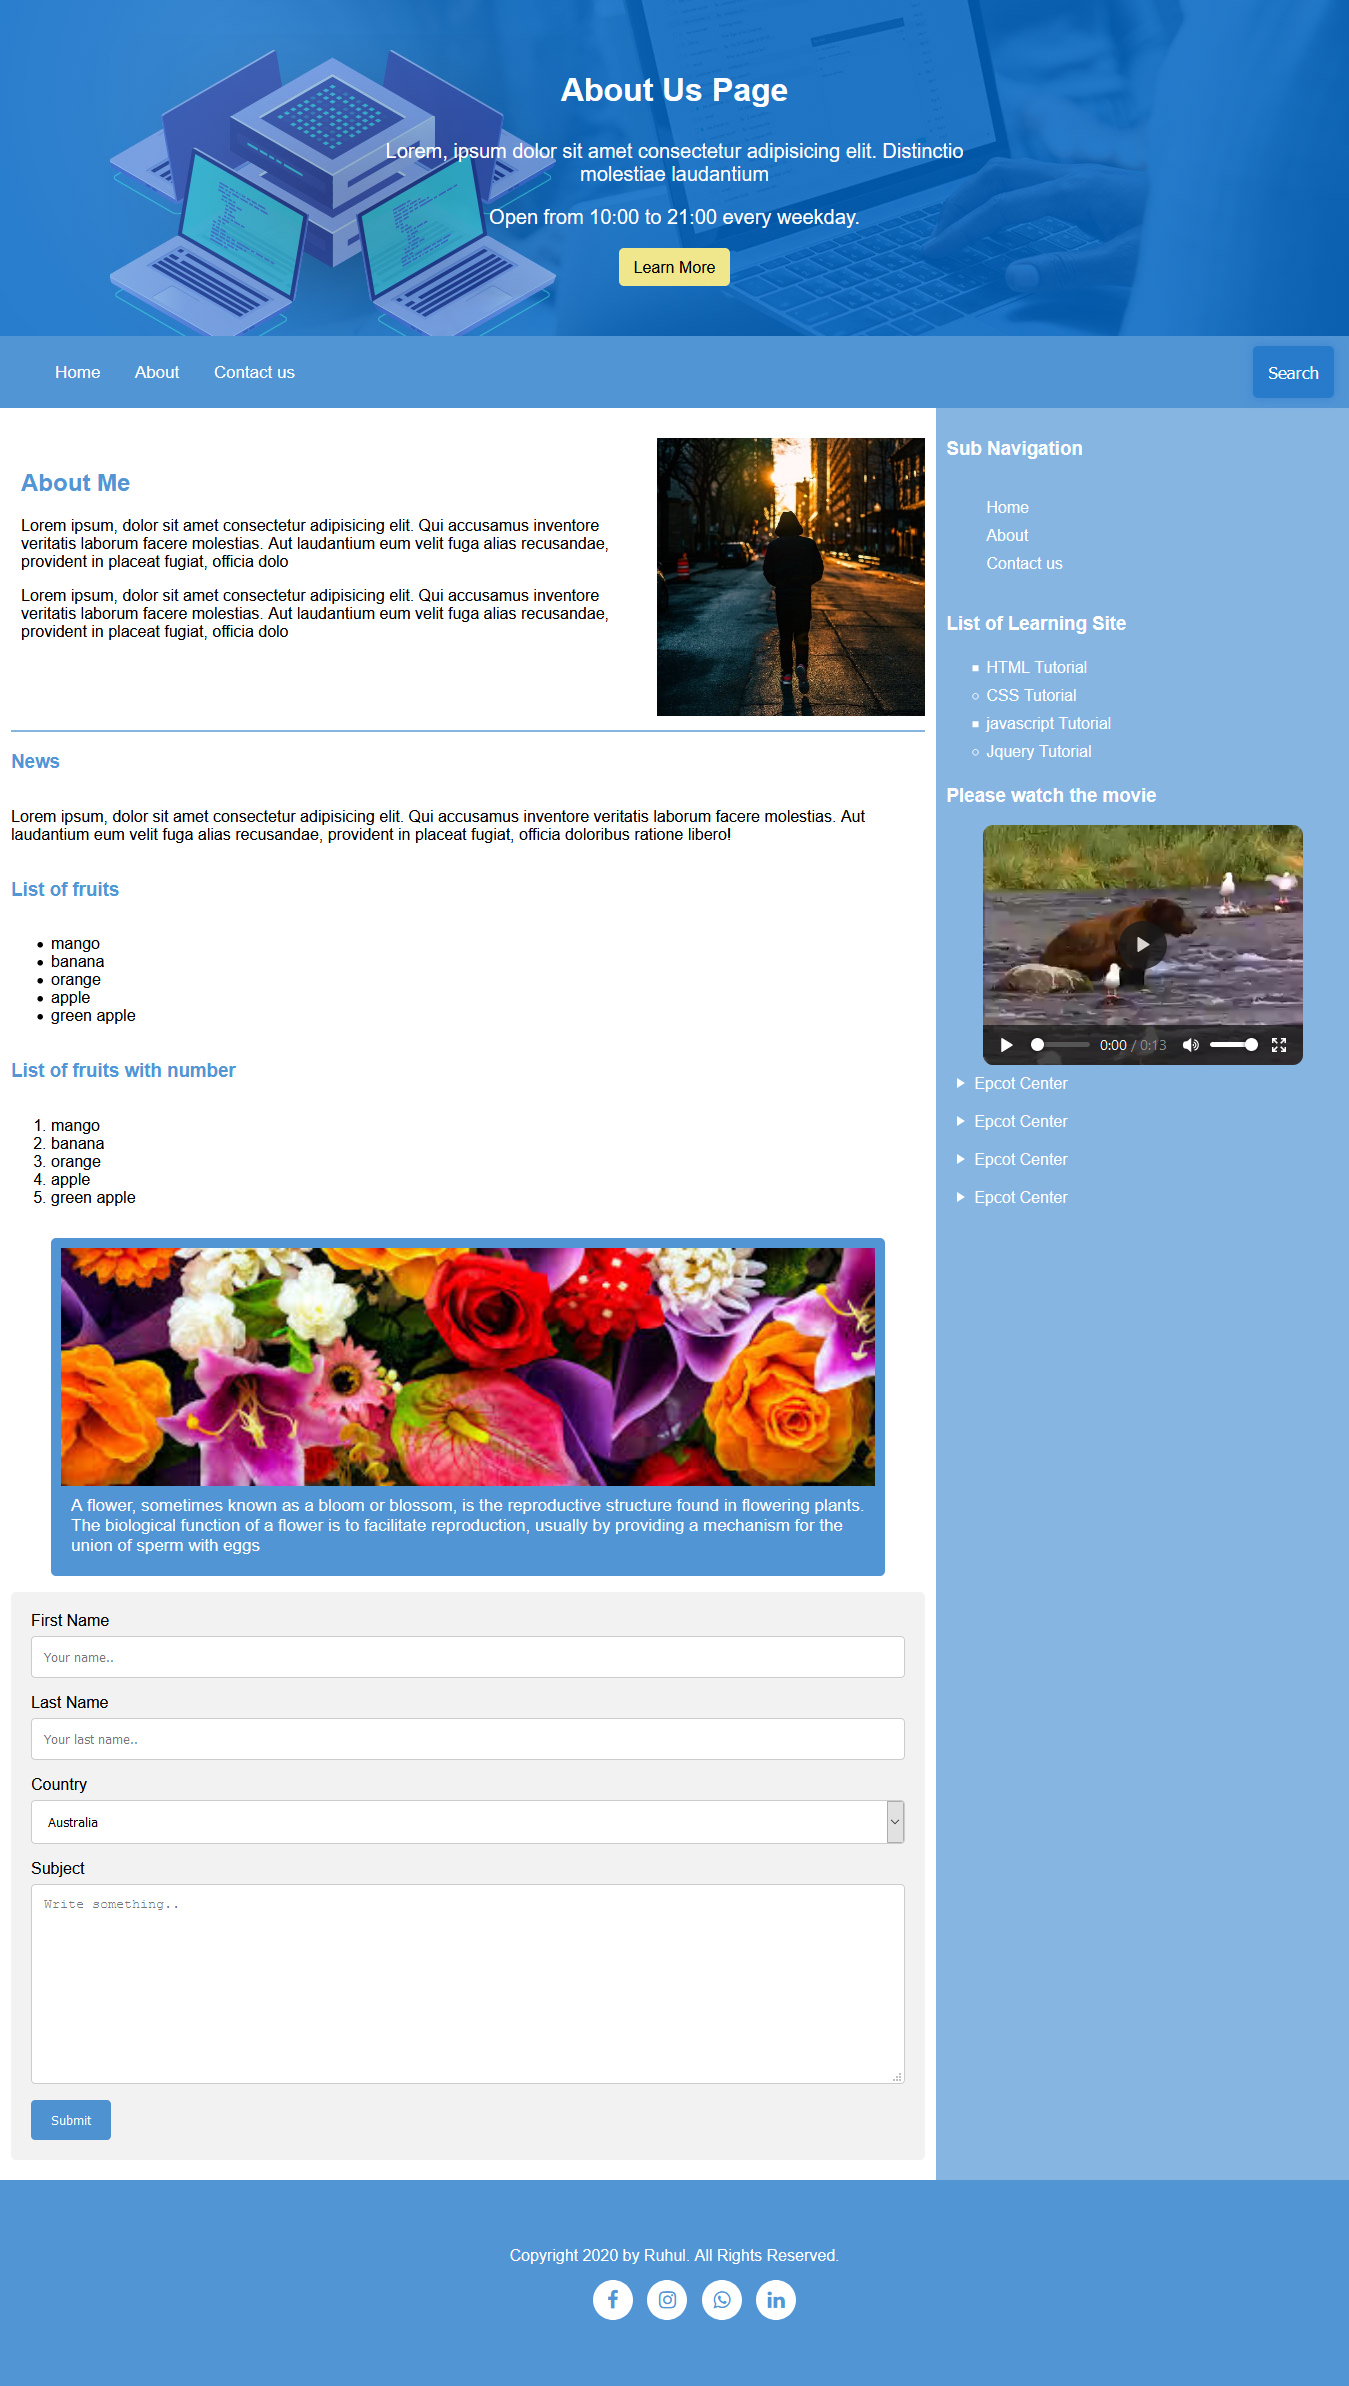 About Us Page
Lorem, ipsum dolor sit amet consectetur adipisicing elit. Distinctio
molestiae laudantium
Open from 10:00 to 21:00 every weekday.
Learn More
Home
About
Contact us
Search
About Me
Lorem ipsum, dolor sit amet consectetur adipisicing elit. Qui accusamus inventore
veritatis laborum facere molestias. Aut laudantium eum velit fuga alias recusandae,
provident in placeat fugiat, officia dolo
Lorem ipsum, dolor sit amet consectetur adipisicing elit. Qui accusamus inventore
veritatis laborum facere molestias. Aut laudantium eum velit fuga alias recusandae,
provident in placeat fugiat, officia dolo
News
Lorem ipsum, dolor sit amet consectetur adipisicing elit. Qui accusamus inventore veritatis laborum facere molestias. Aut
laudantium eum velit fuga alias recusandae, provident in placeat fugiat, officia doloribus ratione libero!
List of fruits
mango
banana
orange
apple
green apple
List of fruits with number
1. mango
2. banana
3. orange
4. apple
5. green apple
A flower, sometimes known as a bloom or blossom, is the reproductive structure found in flowering plants.
The biological function of a flower is to facilitate reproduction, usually by providing a mechanism for the
union of sperm with eggs
First Name
Your name..
Last Name
Your last name..
Country
Australia
Subject
Write something..
Submit
Sub Navigation
Home
About
Contact us
List of Learning Site
HTML Tutorial
CSS Tutorial
javascript Tutorial
Jquery Tutorial
Please watch the movie
0:00 / 0:13
Epcot Center
Epcot Center
Epcot Center
Epcot Center
Copyright 2020 by Ruhul. All Rights Reserved.